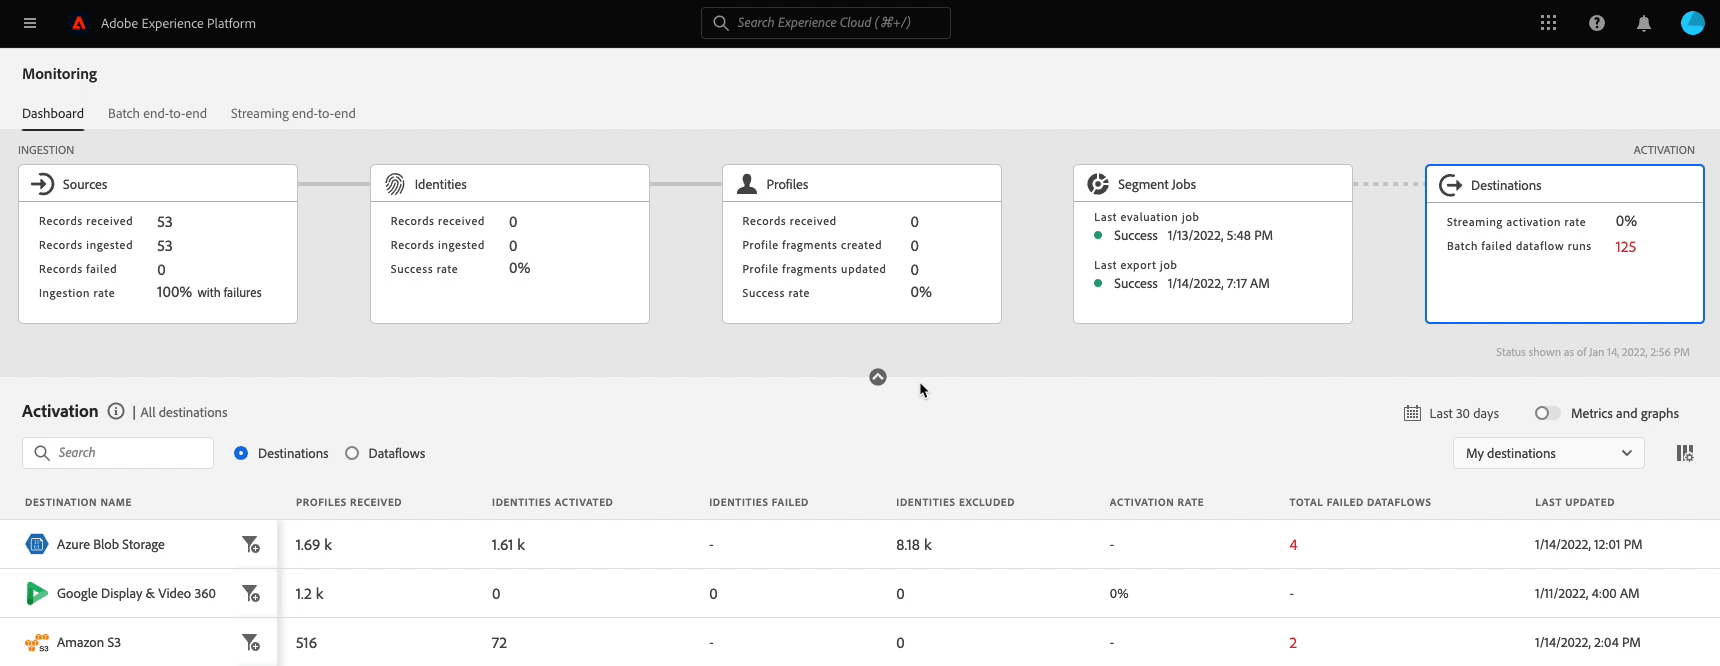 Adobe Experience Platform
Search Experience Cloud (⌘+/)
Monitoring
Dashboard Batch end-to-end Streaming end-to-end
INGESTION ACTIVATION
Sources
Records received 53
Records ingested 53
Records failed 0
Ingestion rate 100% with failures
Identities
Records received 0
Records ingested 0
Success rate 0%
Profiles
Records received 0
Profile fragments created 0
Profile fragments updated 0
Success rate 0%
Segment Jobs
Last evaluation job
Success 1/13/2022, 5:48 PM
Last export job
Success 1/14/2022, 7:17 AM
Destinations
Streaming activation rate 0%
Batch failed dataflow runs 125
Status shown as of Jan 14, 2022, 2:56 PM
Activation | All destinations Last 30 days Metrics and graphs
Search Destinations Dataflows My destinations
DESTINATION NAME PROFILES RECEIVED IDENTITIES ACTIVATED IDENTITIES FAILED IDENTITIES EXCLUDED ACTIVATION RATE TOTAL FAILED DATAFLOWS LAST UPDATED
Azure Blob Storage 1.69 k 1.61 k - 8.18 k - 4 1/14/2022, 12:01 PM
Google Display & Video 360 1.2 k 0 0 0 0% - 1/11/2022, 4:00 AM
S3 Amazon S3 516 72 - 0 - 2 1/14/2022, 2:04 PM